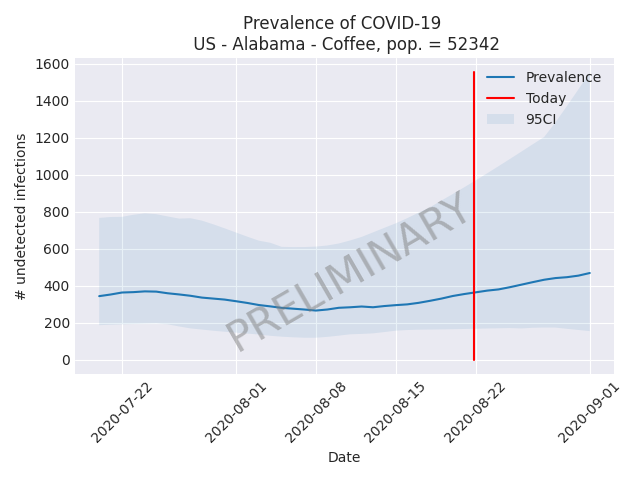 Prevalence of COVID-19
US - Alabama - Coffee, pop. = 52342
1600
1400
1200
1000
800
600
400
200
0
# undetected infections
Prevalence
Today
95CI
PRELIMINARY
2020-07-22
2020-08-01
2020-08-08
2020-08-15
2020-08-22
2020-09-01
Date